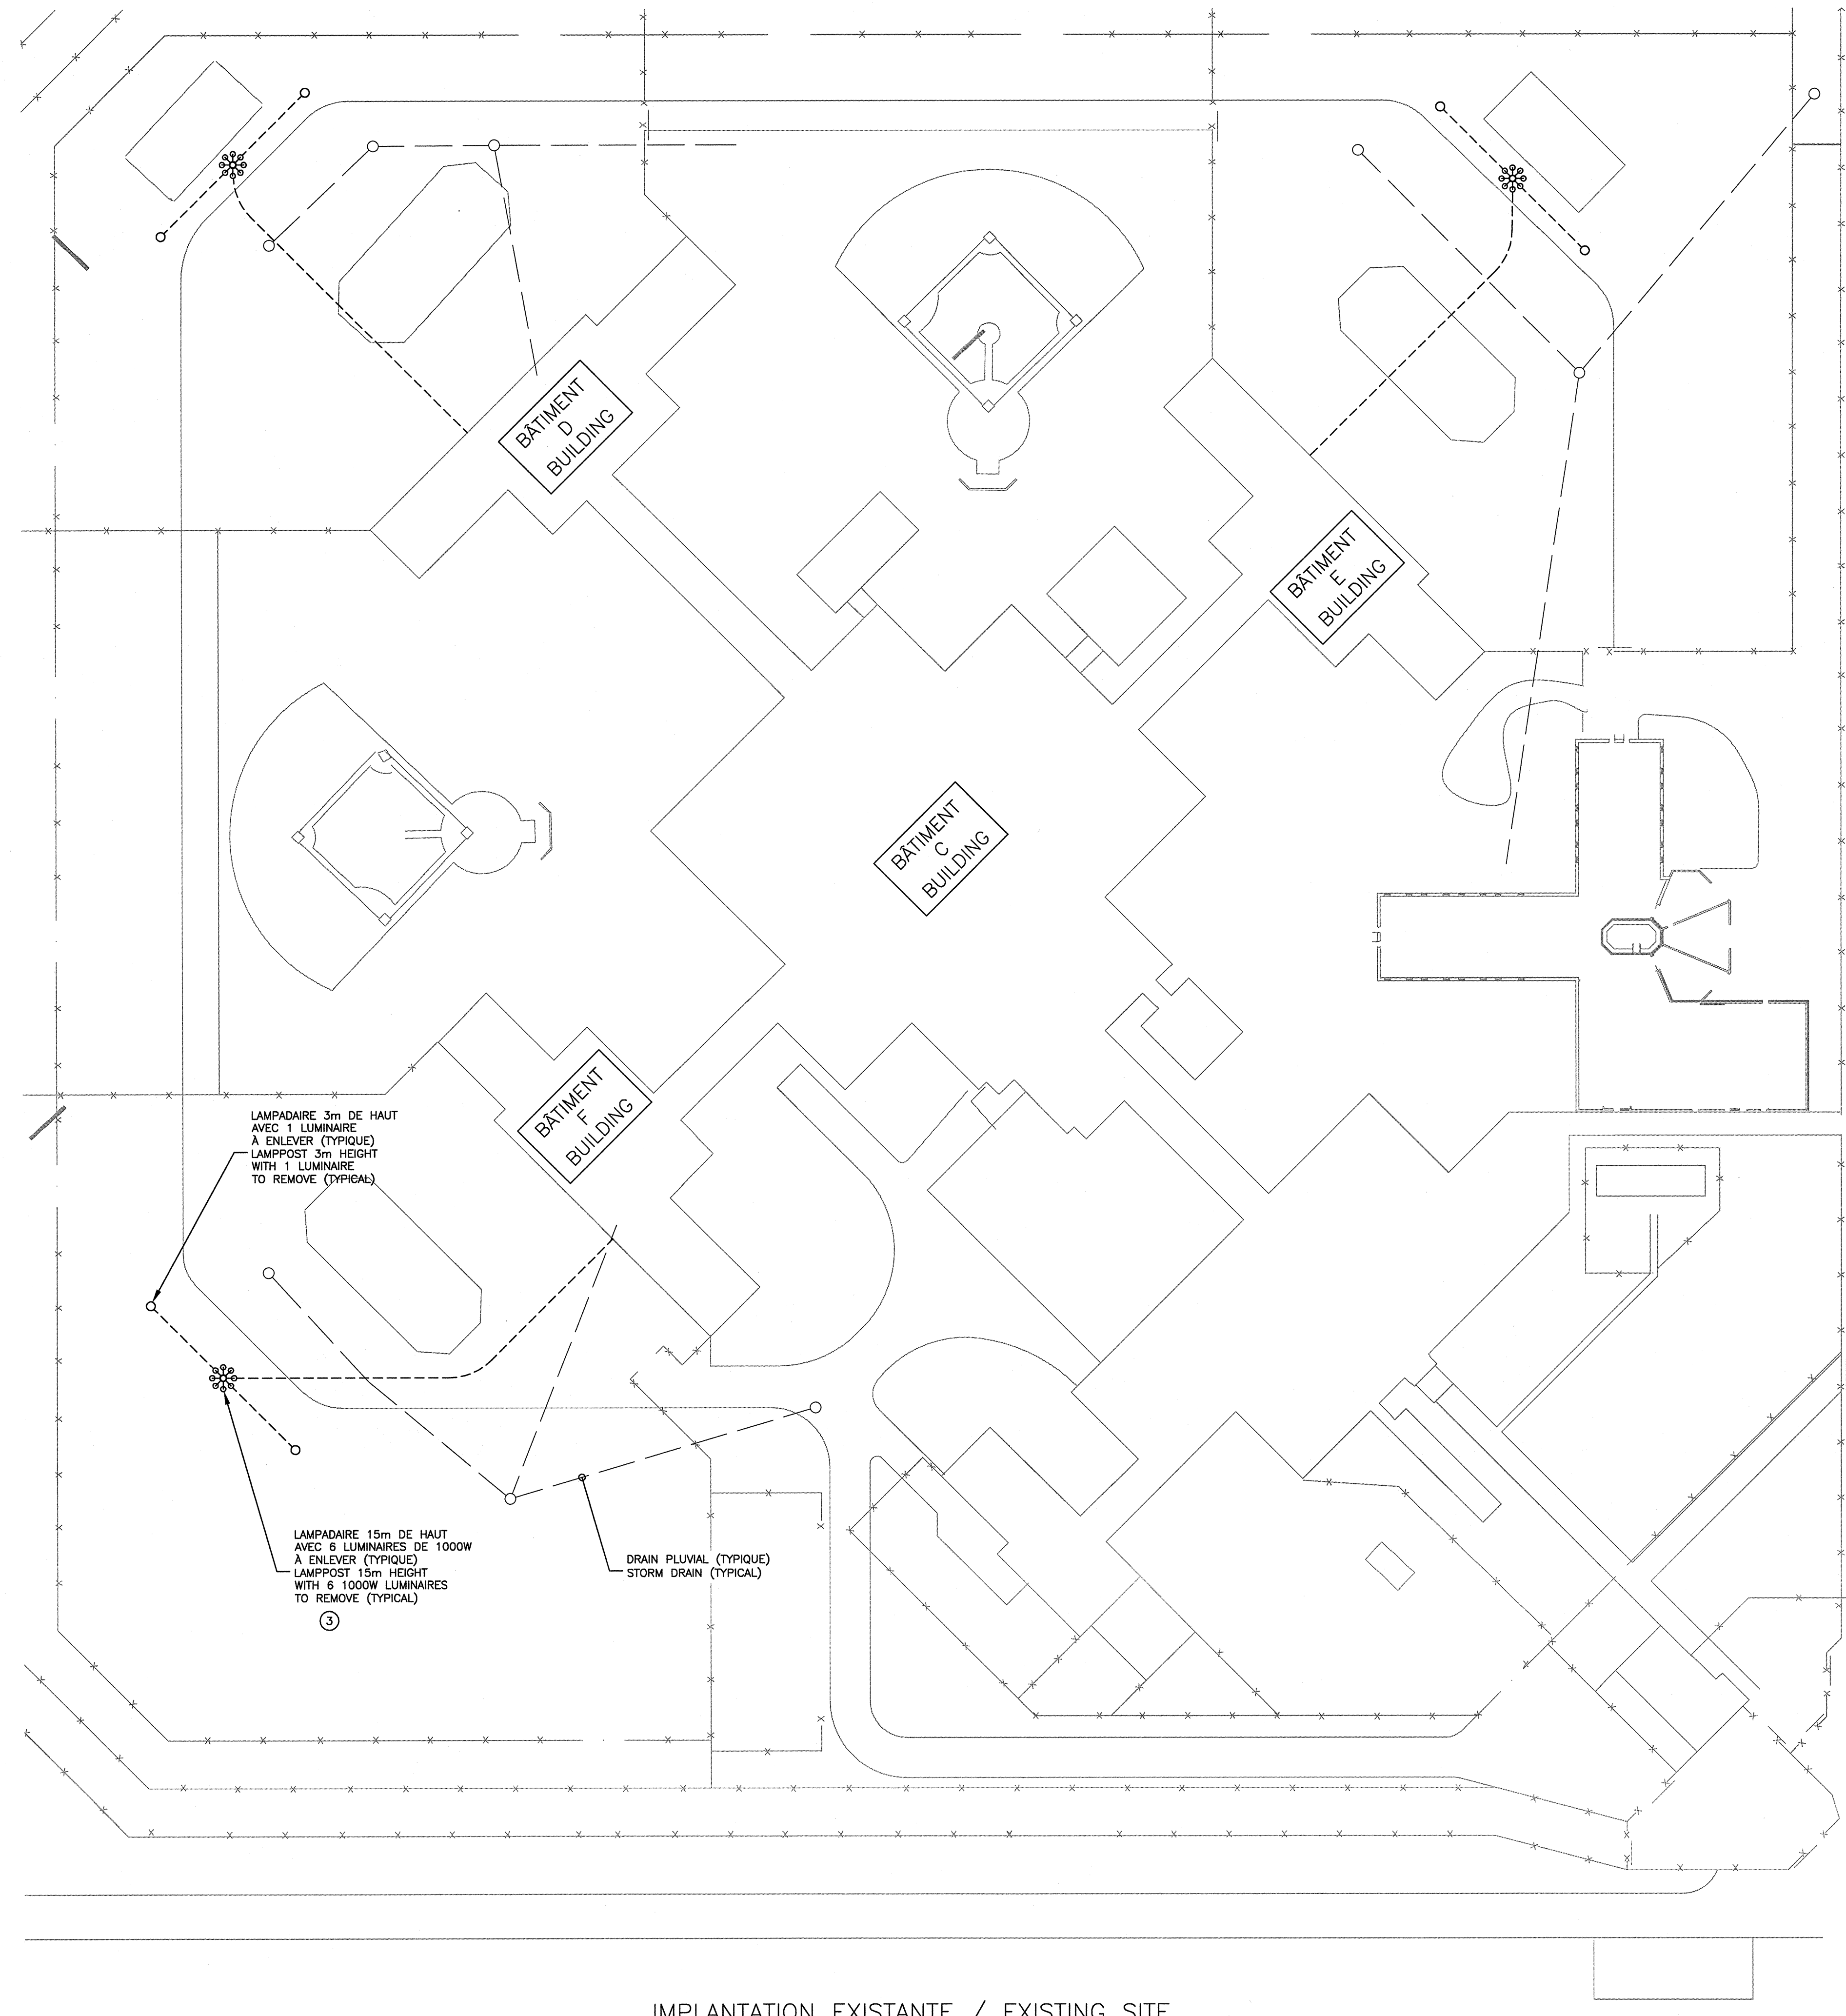 BÂTIMENT
D
BUILDING
BÂTIMENT
E
BUILDING
BÂTIMENT
C
BUILDING
BÂTIMENT
F
BUILDING
LAMPADAIRE 3m DE HAUT
AVEC 1 LUMINAIRE
À ENLEVER (TYPIQUE)
LAMPPOST 3m HEIGHT
WITH 1 LUMINAIRE
TO REMOVE (TYPICAL)
LAMPADAIRE 15m DE HAUT
AVEC 6 LUMINAIRES DE 1000W
À ENLEVER (TYPIQUE)
LAMPPOST 15m HEIGHT
WITH 6 1000W LUMINAIRES
TO REMOVE (TYPICAL)
3
DRAIN PLUVIAL (TYPIQUE)
STORM DRAIN (TYPICAL)
IMPLANTATION EXISTANTE / EXISTING SITE